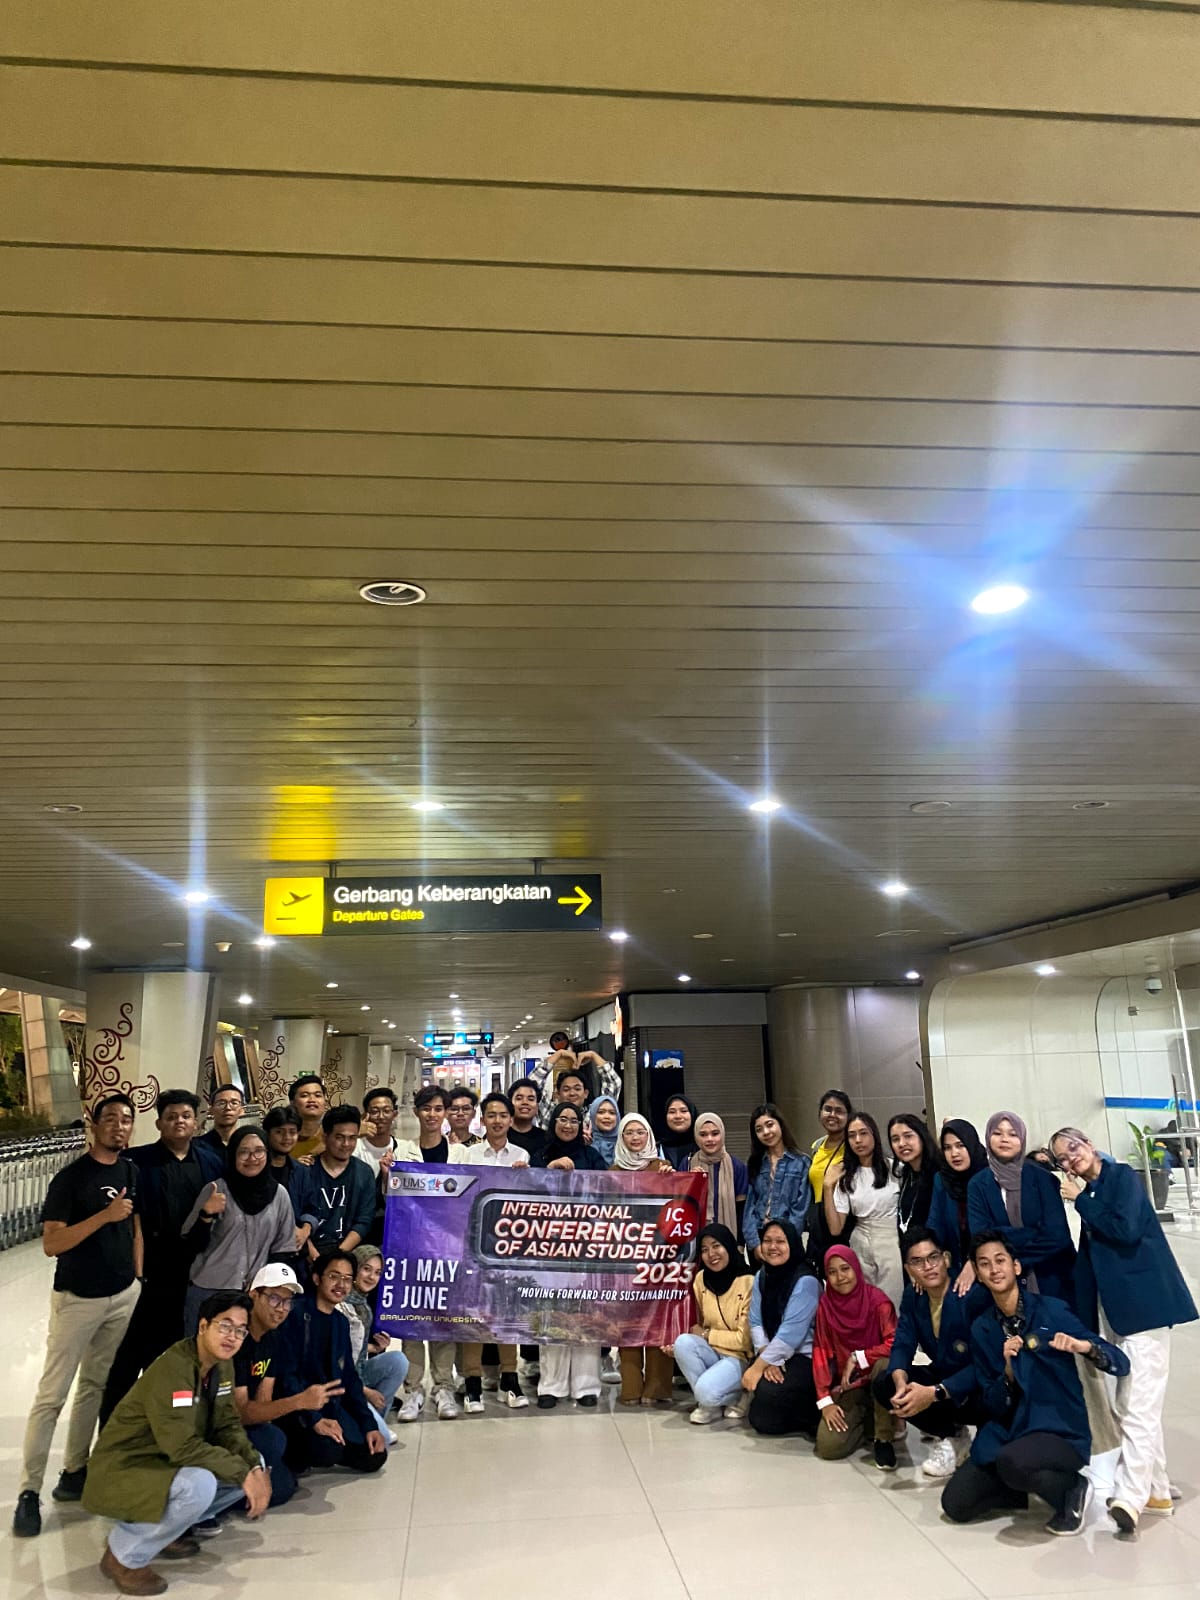 Gerbang Keberangkatan
Departure Gates
UMS
INTERNATIONAL
CONFERENCE
OF ASIAN STUDENTS
2023
IC
AS
31 MAY -
5 JUNE
"MOVING FORWARD FOR SUSTAINABILITY"
BRAWIJAYA UNIVERSITY